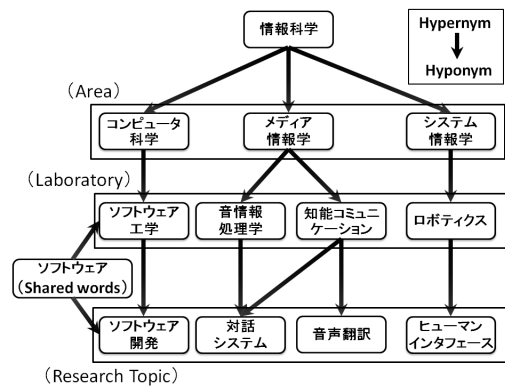 情報科学
Hypernym
Hyponym
（Area）
コンピュータ
科学
メディア
情報学
システム
情報学
（Laboratory）
ソフトウェア
工学
音情報
処理学
知能コミュニ
ケーション
ロボティクス
ソフトウェア
（Shared words）
ソフトウェア
開発
対話
システム
音声翻訳
ヒューマン
インタフェース
（Research Topic）